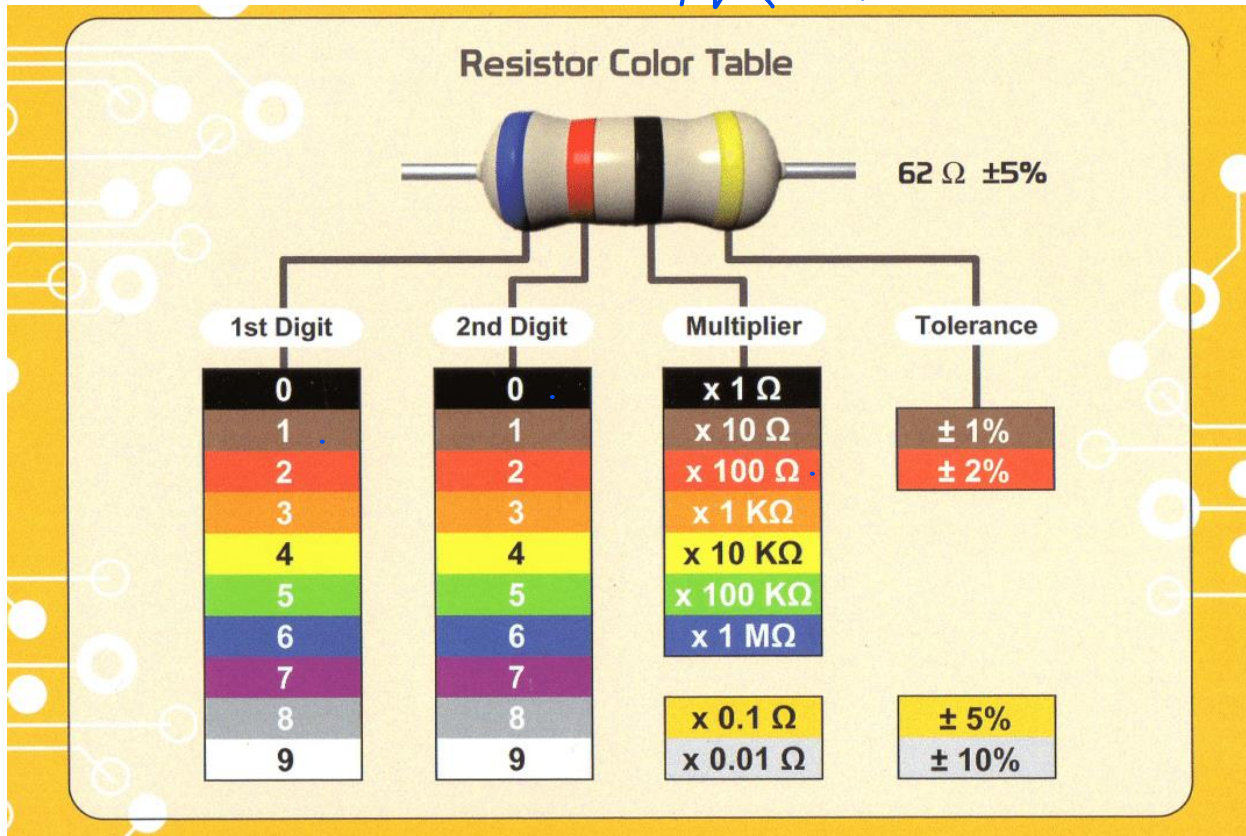 Resistor Color Table
62 Ω ±5%
1st Digit 2nd Digit Multiplier Tolerance
0 0 x 1 Ω
1 1 x 10 Ω ± 1%
2 2 x 100 Ω ± 2%
3 3 x 1 KΩ
4 4 x 10 KΩ
5 5 x 100 KΩ
6 6 x 1 MΩ
7 7
8 8 x 0.1 Ω ± 5%
9 9 x 0.01 Ω ± 10%